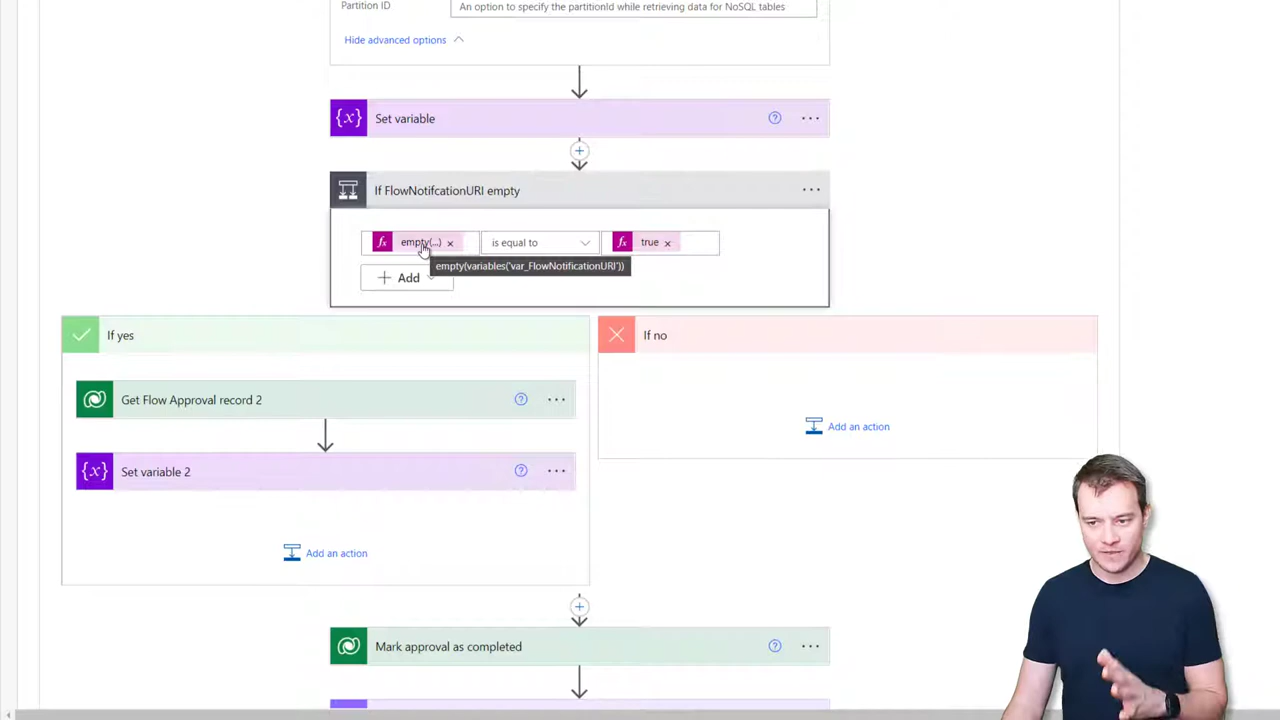 Partition ID
An option to specify the partitionId while retrieving data for NoSQL tables
Hide advanced options
{x} Set variable
If FlowNotifcationURI empty
fx empty(...) ×
is equal to
fx true ×
empty(variables('var_FlowNotificationURI'))
+ Add
If yes
If no
Get Flow Approval record 2
Add an action
{x} Set variable 2
Add an action
Mark approval as completed